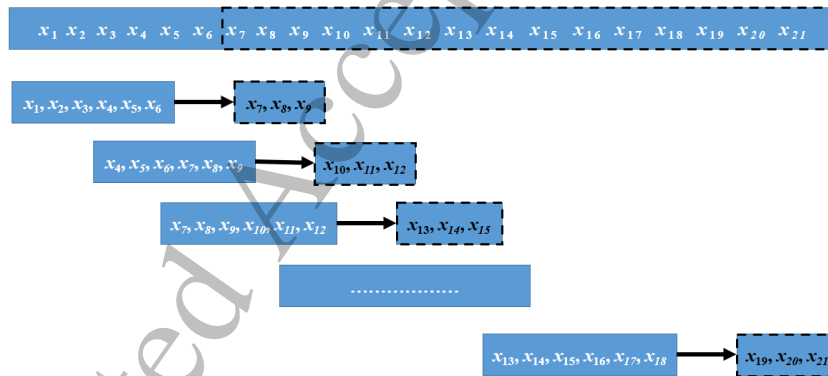 x₁ x₂ x₃ x₄ x₅ x₆ x₇ x₈ x₉ x₁₀ x₁₁ x₁₂ x₁₃ x₁₄ x₁₅ x₁₆ x₁₇ x₁₈ x₁₉ x₂₀ x₂₁
x₁, x₂, x₃, x₄, x₅, x₆ x₇, x₈, x₉
x₄, x₅, x₆, x₇, x₈, x₉ x₁₀, x₁₁, x₁₂
x₇, x₈, x₉, x₁₀, x₁₁, x₁₂ x₁₃, x₁₄, x₁₅
..................
x₁₃, x₁₄, x₁₅, x₁₆, x₁₇, x₁₈ x₁₉, x₂₀, x₂₁
ted Accep